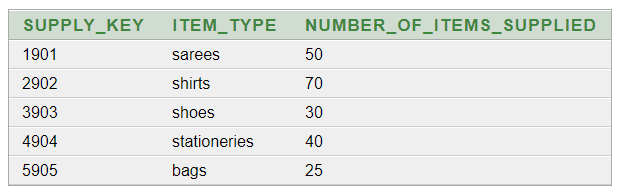 SUPPLY_KEY ITEM_TYPE NUMBER_OF_ITEMS_SUPPLIED
1901 sarees 50
2902 shirts 70
3903 shoes 30
4904 stationeries 40
5905 bags 25